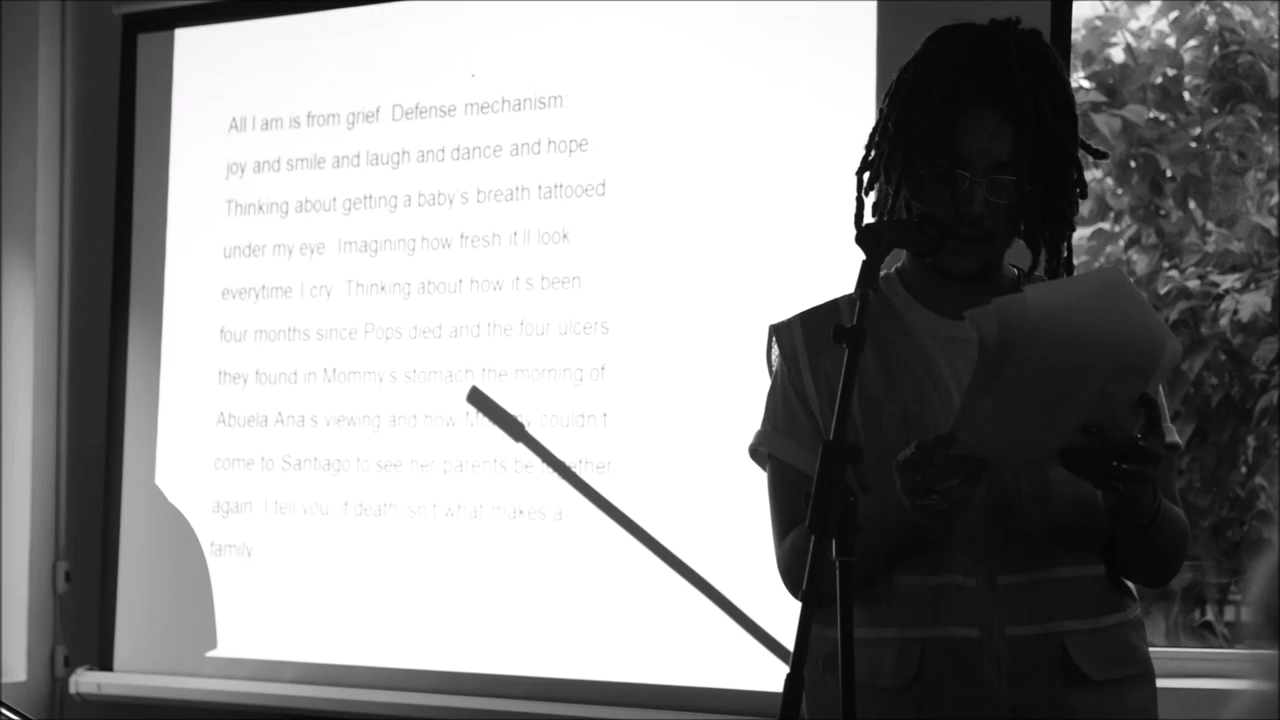 All I am is from grief. Defense mechanism:
joy and smile and laugh and dance and hope.
Thinking about getting a baby's breath tattooed
under my eye. Imagining how fresh it'll look
everytime I cry. Thinking about how it's been
four months since Pops died and the four ulcers
they found in Mommy's stomach the morning of
Abuela Ana's viewing and how Mommy couldn't
come to Santiago to see her parents be together
again. I tell you, if death isn't what makes a
family